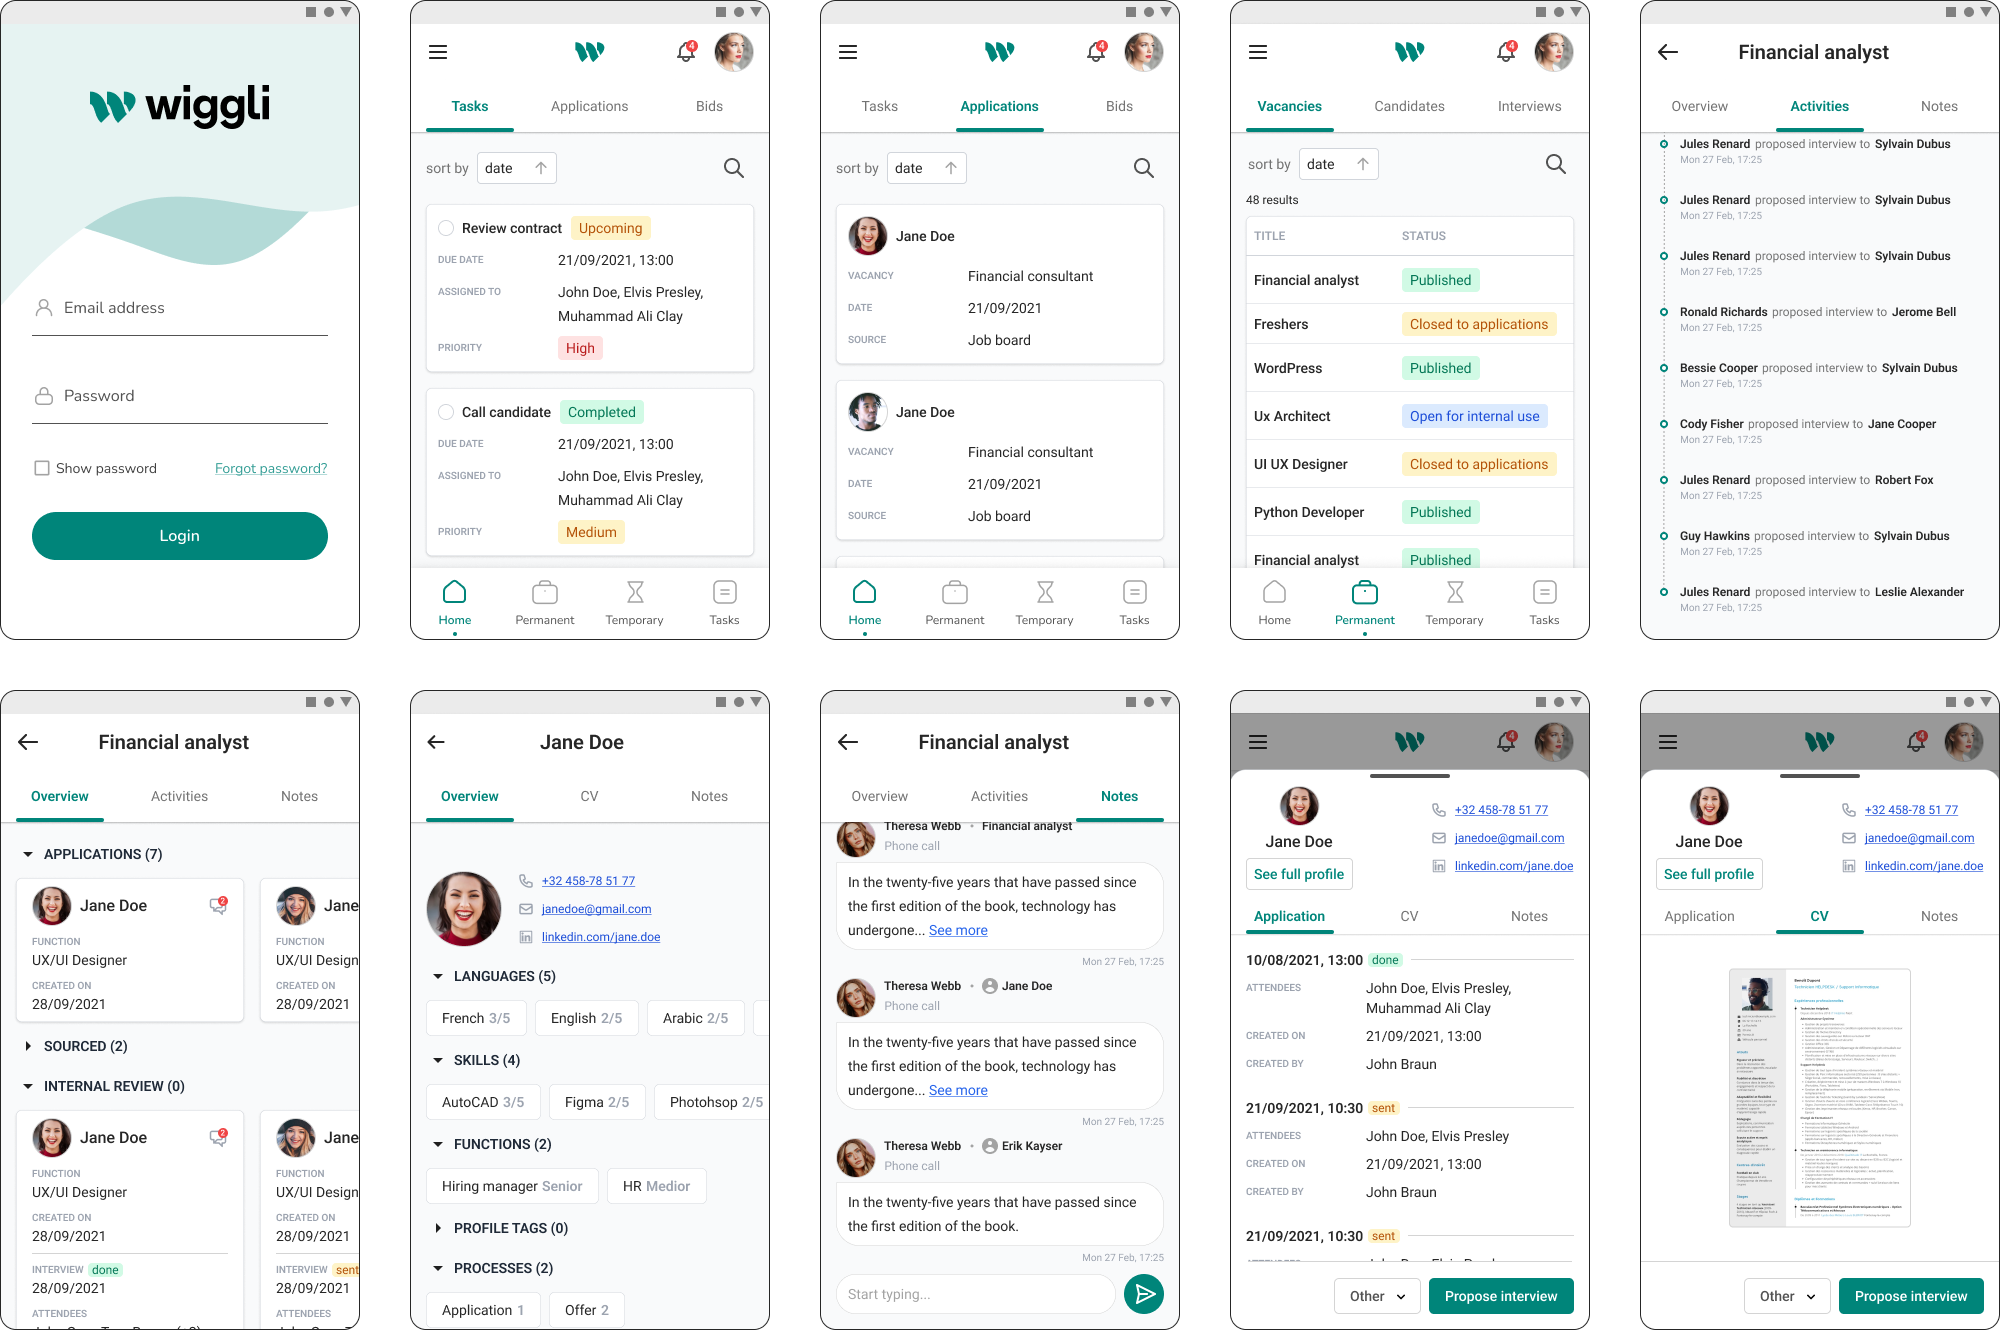 wiggli
Email address
Password
Show password Forgot password?
Login
4
Tasks Applications Bids
sort by date
Review contract Upcoming
DUE DATE 21/09/2021, 13:00
ASSIGNED TO John Doe, Elvis Presley,
Muhammad Ali Clay
PRIORITY High
Call candidate Completed
DUE DATE 21/09/2021, 13:00
ASSIGNED TO John Doe, Elvis Presley,
Muhammad Ali Clay
PRIORITY Medium
Home Permanent Temporary Tasks
4
Tasks Applications Bids
sort by date
Jane Doe
VACANCY Financial consultant
DATE 21/09/2021
SOURCE Job board
Jane Doe
VACANCY Financial consultant
DATE 21/09/2021
SOURCE Job board
Home Permanent Temporary Tasks
4
Vacancies Candidates Interviews
sort by date
48 results
TITLE STATUS
Financial analyst Published
Freshers Closed to applications
WordPress Published
Ux Architect Open for internal use
UI UX Designer Closed to applications
Python Developer Published
Financial analyst Published
Home Permanent Temporary Tasks
Financial analyst
Overview Activities Notes
Jules Renard proposed interview to Sylvain Dubus
Mon 27 Feb, 17:25
Jules Renard proposed interview to Sylvain Dubus
Mon 27 Feb, 17:25
Jules Renard proposed interview to Sylvain Dubus
Mon 27 Feb, 17:25
Ronald Richards proposed interview to Jerome Bell
Mon 27 Feb, 17:25
Bessie Cooper proposed interview to Sylvain Dubus
Mon 27 Feb, 17:25
Cody Fisher proposed interview to Jane Cooper
Mon 27 Feb, 17:25
Jules Renard proposed interview to Robert Fox
Mon 27 Feb, 17:25
Guy Hawkins proposed interview to Sylvain Dubus
Mon 27 Feb, 17:25
Jules Renard proposed interview to Leslie Alexander
Mon 27 Feb, 17:25
Financial analyst
Overview Activities Notes
APPLICATIONS (7)
Jane Doe 2 Jane
FUNCTION FUNCTION
UX/UI Designer UX/UI Design
CREATED ON CREATED ON
28/09/2021 28/09/2021
SOURCED (2)
INTERNAL REVIEW (0)
Jane Doe 2 Jane
FUNCTION FUNCTION
UX/UI Designer UX/UI Design
CREATED ON CREATED ON
28/09/2021 28/09/2021
INTERVIEW done INTERVIEW sent
28/09/2021 28/09/2021
ATTENDEES ATTENDEES
Jane Doe
Overview CV Notes
+32 458-78 51 77
janedoe@gmail.com
linkedin.com/jane.doe
LANGUAGES (5)
French 3/5 English 2/5 Arabic 2/5
SKILLS (4)
AutoCAD 3/5 Figma 2/5 Photohsop 2/5
FUNCTIONS (2)
Hiring manager Senior HR Medior
PROFILE TAGS (0)
PROCESSES (2)
Application 1 Offer 2
Financial analyst
Overview Activities Notes
Theresa Webb • Financial analyst
Phone call
In the twenty-five years that have passed since
the first edition of the book, technology has
undergone... See more
Mon 27 Feb, 17:25
Theresa Webb • Jane Doe
Phone call
In the twenty-five years that have passed since
the first edition of the book, technology has
undergone... See more
Mon 27 Feb, 17:25
Theresa Webb • Erik Kayser
Phone call
In the twenty-five years that have passed since
the first edition of the book.
Mon 27 Feb, 17:25
Start typing...
4
Jane Doe
See full profile
+32 458-78 51 77
janedoe@gmail.com
linkedin.com/jane.doe
Application CV Notes
10/08/2021, 13:00 done
ATTENDEES John Doe, Elvis Presley,
Muhammad Ali Clay
CREATED ON 21/09/2021, 13:00
CREATED BY John Braun
21/09/2021, 10:30 sent
ATTENDEES John Doe, Elvis Presley
CREATED ON 21/09/2021, 13:00
CREATED BY John Braun
21/09/2021, 10:30 sent
Other Propose interview
4
Jane Doe
See full profile
+32 458-78 51 77
janedoe@gmail.com
linkedin.com/jane.doe
Application CV Notes
Other Propose interview